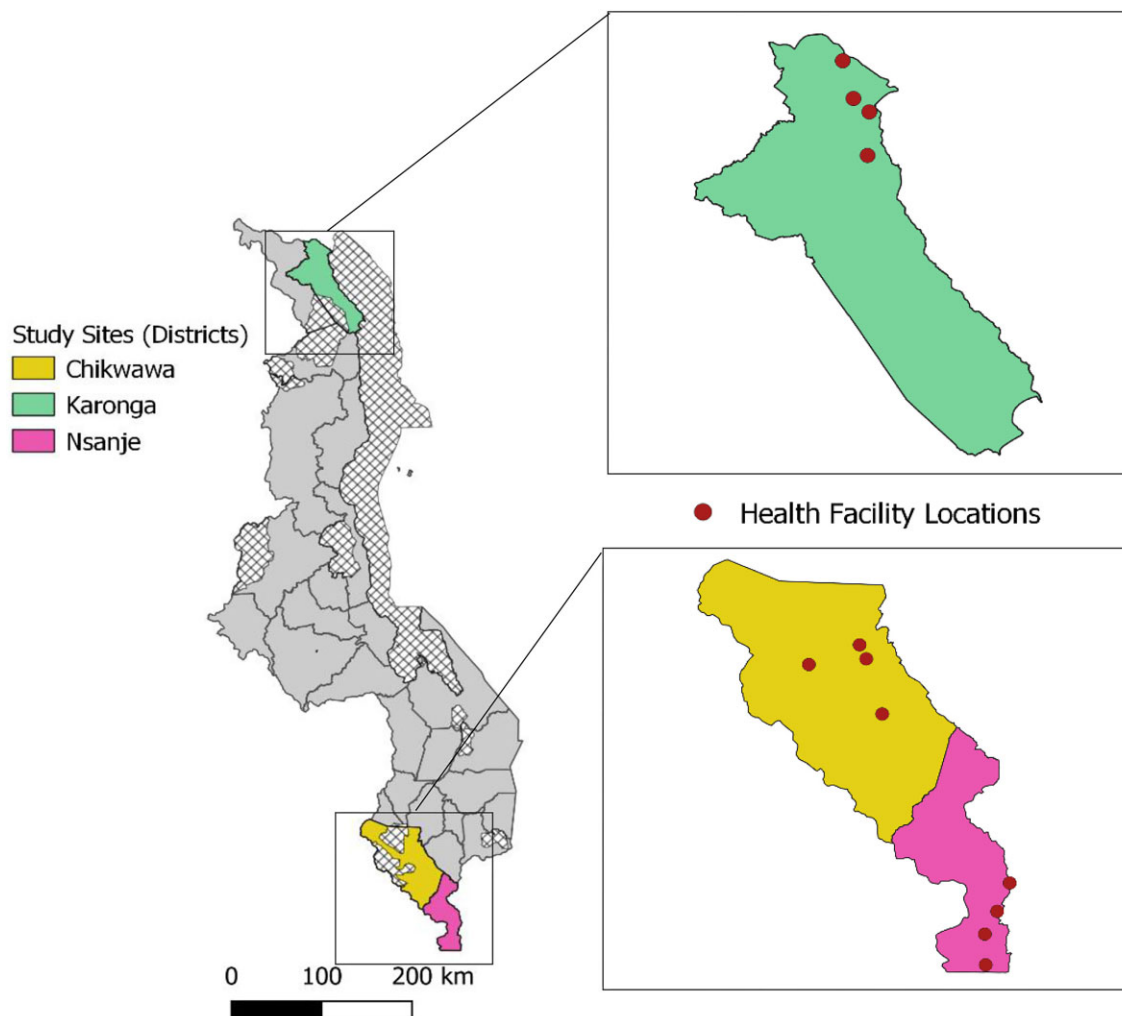 Study Sites (Districts)
Chikwawa
Karonga
Nsanje
Health Facility Locations
0 100 200 km